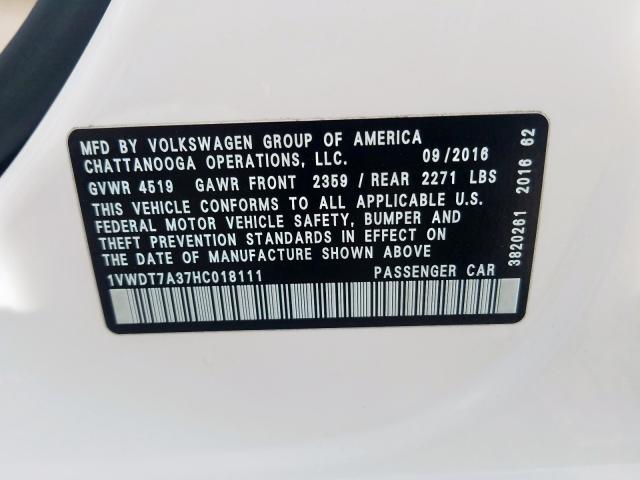 MFD BY VOLKSWAGEN GROUP OF AMERICA
CHATTANOOGA OPERATIONS, LLC. 09/2016
GVWR 4519 GAWR FRONT 2359 / REAR 2271 LBS
THIS VEHICLE CONFORMS TO ALL APPLICABLE U.S.
FEDERAL MOTOR VEHICLE SAFETY, BUMPER AND
THEFT PREVENTION STANDARDS IN EFFECT ON
THE DATE OF MANUFACTURE SHOWN ABOVE
1VWDT7A37HC018111 PASSENGER CAR
3820261 2016 62